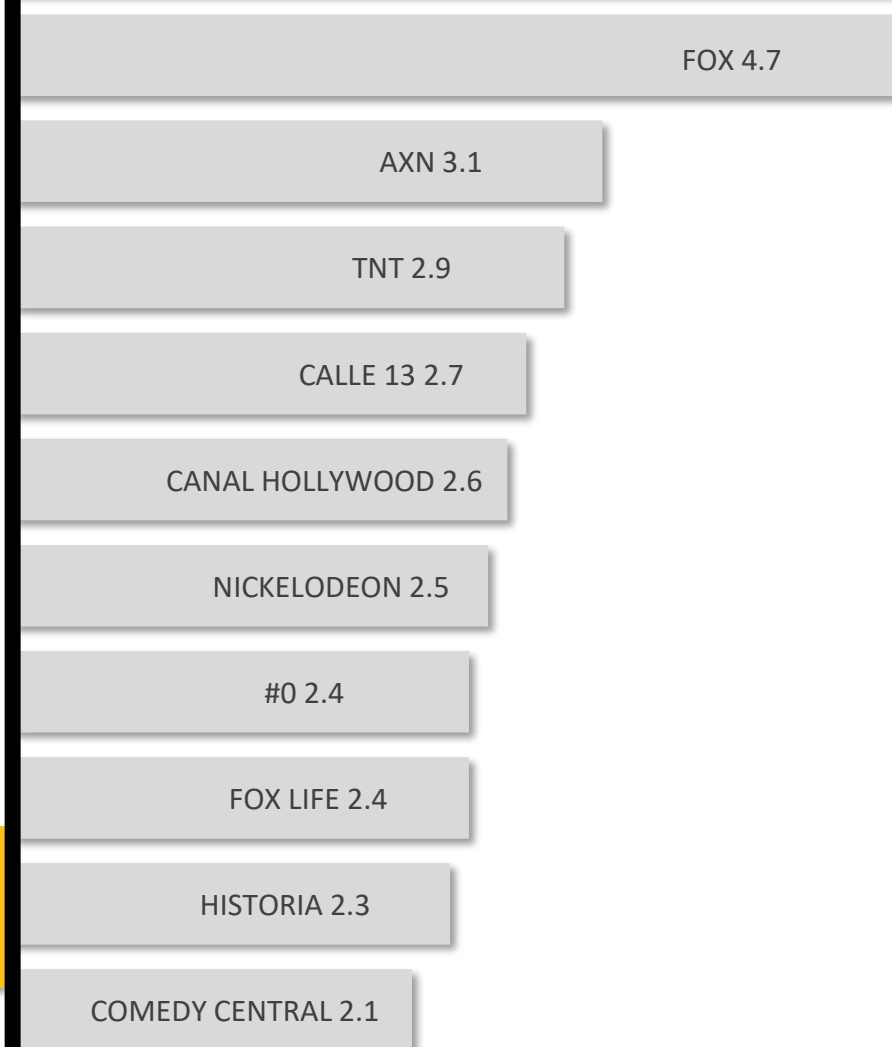 FOX 4.7
AXN 3.1
TNT 2.9
CALLE 13 2.7
CANAL HOLLYWOOD 2.6
NICKELODEON 2.5
#0 2.4
FOX LIFE 2.4
HISTORIA 2.3
COMEDY CENTRAL 2.1